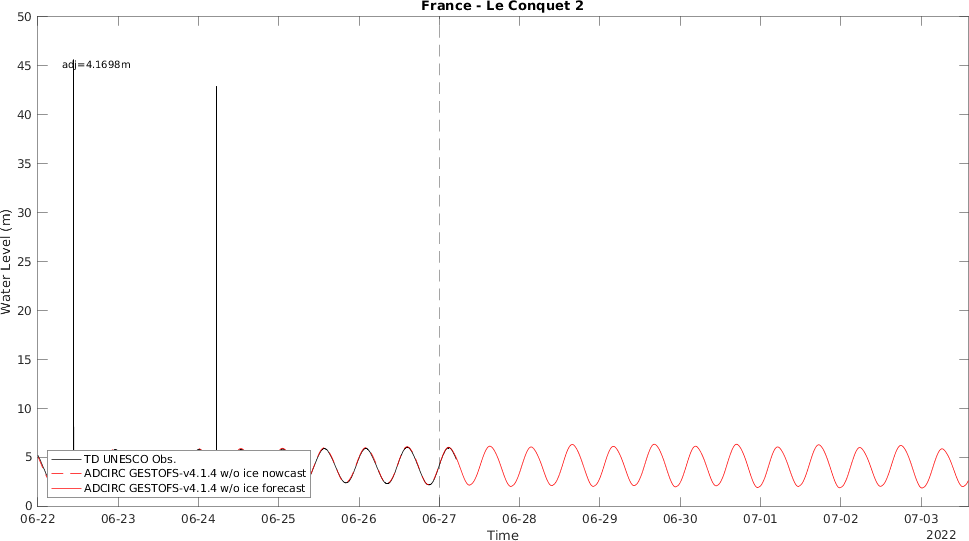 France - Le Conquet 2
50
45
40
35
30
25
20
15
10
5
0
Water Level (m)
adj=4.1698m
TD UNESCO Obs.
ADCIRC GESTOFS-v4.1.4 w/o ice nowcast
ADCIRC GESTOFS-v4.1.4 w/o ice forecast
06-22 06-23 06-24 06-25 06-26 06-27 06-28 06-29 06-30 07-01 07-02 07-03
Time
2022